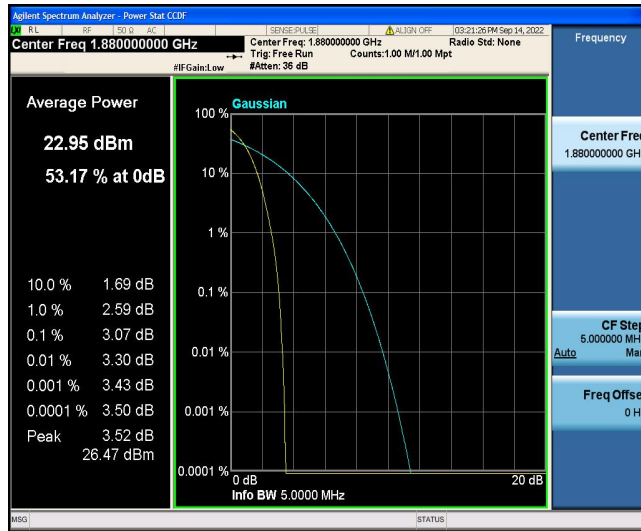 Agilent Spectrum Analyzer - Power Stat CCDF
LXI RL RF 50 Ω AC SENSE:PULSE ALIGN OFF 03:21:26 PM Sep 14, 2022
Center Freq 1.880000000 GHz
Center Freq: 1.880000000 GHz Radio Std: None
Trig: Free Run Counts:1.00 M/1.00 Mpt
#IFGain:Low #Atten: 36 dB
Frequency
Average Power
22.95 dBm
53.17 % at 0dB
10.0 % 1.69 dB
1.0 % 2.59 dB
0.1 % 3.07 dB
0.01 % 3.30 dB
0.001 % 3.43 dB
0.0001 % 3.50 dB
Peak 3.52 dB
26.47 dBm
Gaussian
100 %
10 %
1 %
0.1 %
0.01 %
0.001 %
0.0001 %
0 dB 20 dB
Info BW 5.0000 MHz
Center Fre
1.880000000 GH
CF Step
5.000000 MH
Auto Ma
Freq Offse
0 H
MSG STATUS